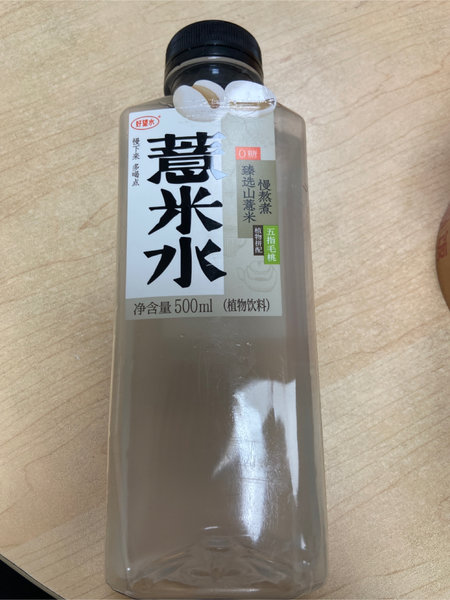 好望水
慢下来 多喝点
薏米水
0糖
臻选山薏米
慢熬煮
植物拼配
五指毛桃
净含量500ml (植物饮料)